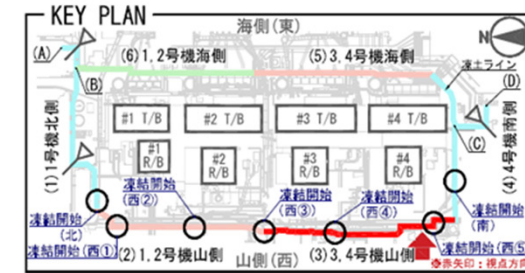 KEY PLAN
海側(東)
N
(A)
(6)1.2号機海側
(5)3.4号機海側
凍土ライン
(B)
(D)
#1 T/B
#2 T/B
#3 T/B
#4 T/B
(1)1号機北側
(C)
(4)4号機南側
#1
R/B
#2
R/B
#3
R/B
#4
R/B
凍結開始
(西②)
凍結開始
(西③)
凍結開始
(西④)
凍結開始
(北)
凍結開始(西①)
凍結開始
(南)
(2)1.2号機山側
(3)3.4号機山側
凍結開始(西⑤)
山側(西)
※赤矢印:視点方向